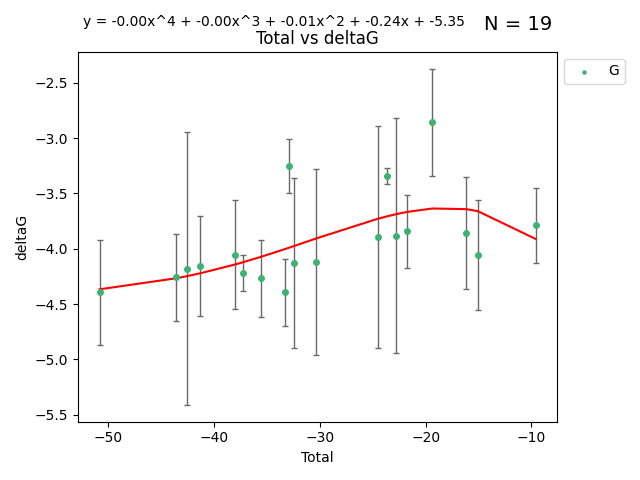 y = -0.00x^4 + -0.00x^3 + -0.01x^2 + -0.24x + -5.35
N = 19
Total vs deltaG
G
−2.5
−3.0
−3.5
−4.0
−4.5
−5.0
−5.5
deltaG
−50
−40
−30
−20
−10
Total